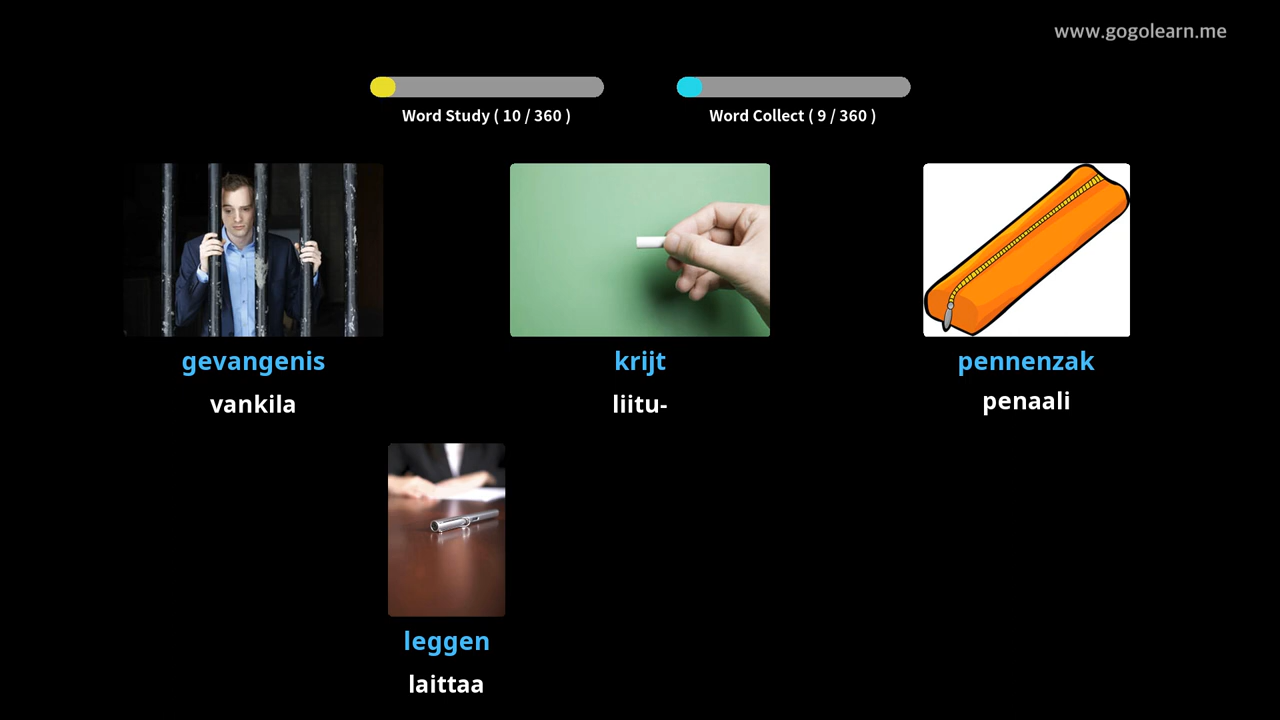 www.gogolearn.me
Word Study ( 10 / 360 )
Word Collect ( 9 / 360 )
gevangenis
vankila
krijt
liitu-
pennenzak
penaali
leggen
laittaa